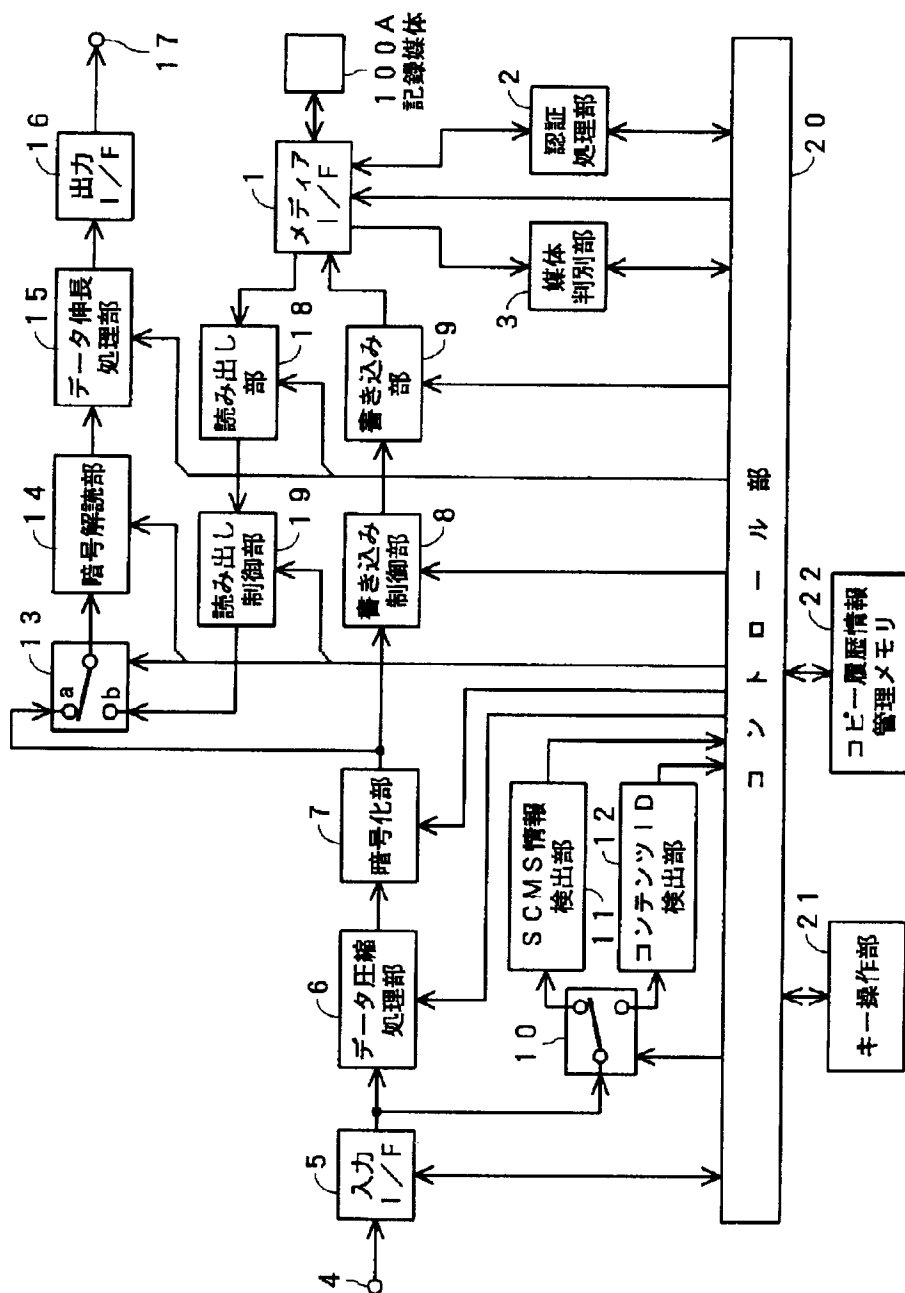 4
5
入力
I/F
6
データ圧縮
処理部
7
暗号化部
13
a
b
14
暗号解読部
15
データ伸長
処理部
16
出力
I/F
17
19
読み出し
制御部
18
読み出し
部
8
書き込み
制御部
9
書き込み
部
1
メディア
I/F
100A
記録媒体
10
11
SCMS情報
検出部
12
コンテンツID
検出部
3
媒体
判別部
2
認証
処理部
コントロール部
20
21
キー操作部
22
コピー履歴情報
管理メモリ